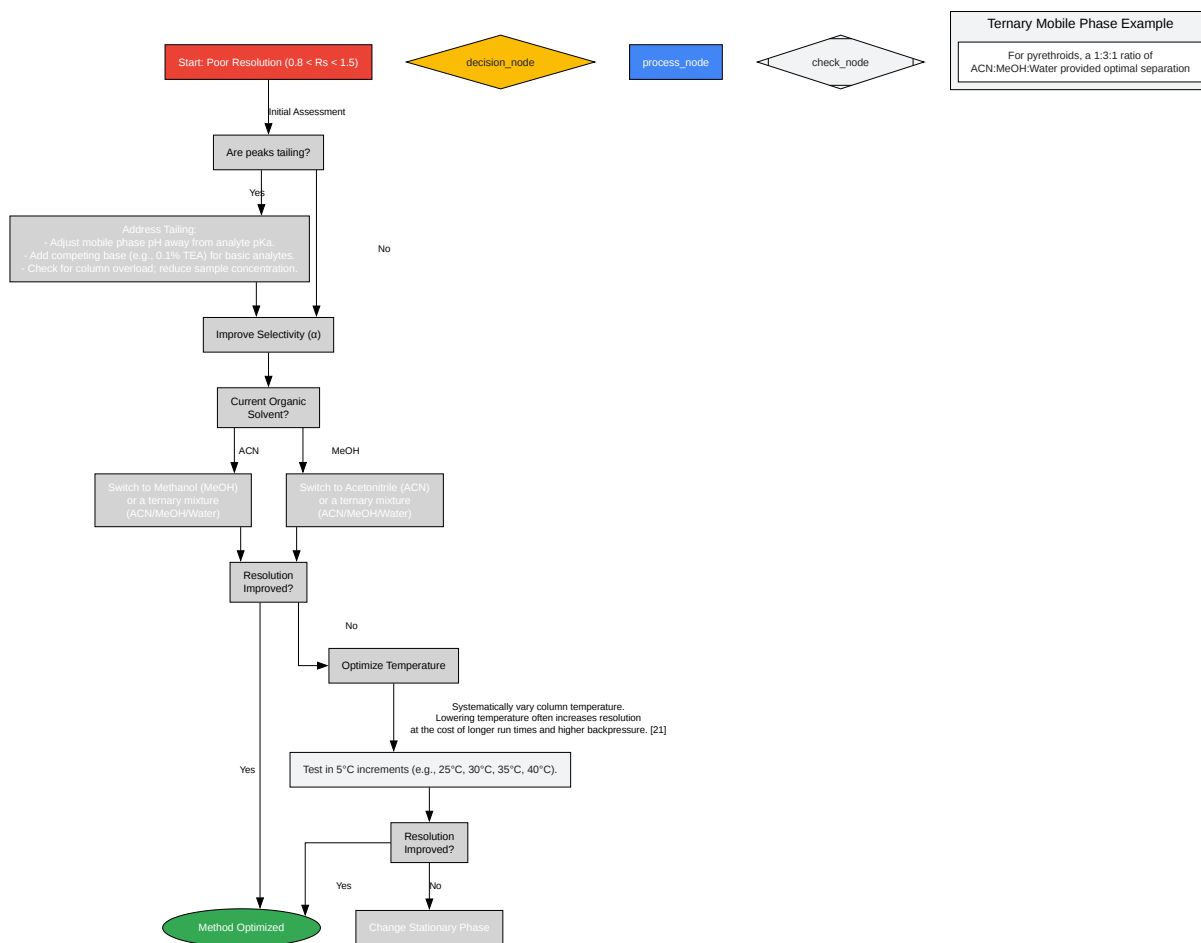 Ternary Mobile Phase Example
For pyrethroids, a 1:3:1 ratio of
ACN:MeOH:Water provided optimal separation
Start: Poor Resolution (0.8 < Rs < 1.5)
decision_node
process_node
check_node
Initial Assessment
Are peaks tailing?
Yes
No
Address Tailing:
- Adjust mobile phase pH away from analyte pKa.
- Add competing base (e.g., 0.1% TEA) for basic analytes.
- Check for column overload; reduce sample concentration.
Improve Selectivity (α)
Current Organic
Solvent?
ACN
MeOH
Switch to Methanol (MeOH)
or a ternary mixture
(ACN/MeOH/Water)
Switch to Acetonitrile (ACN)
or a ternary mixture
(ACN/MeOH/Water)
Resolution
Improved?
No
Optimize Temperature
Systematically vary column temperature.
Lowering temperature often increases resolution
at the cost of longer run times and higher backpressure. [21]
Yes
Test in 5°C increments (e.g., 25°C, 30°C, 35°C, 40°C).
Resolution
Improved?
Yes
No
Method Optimized
Change Stationary Phase